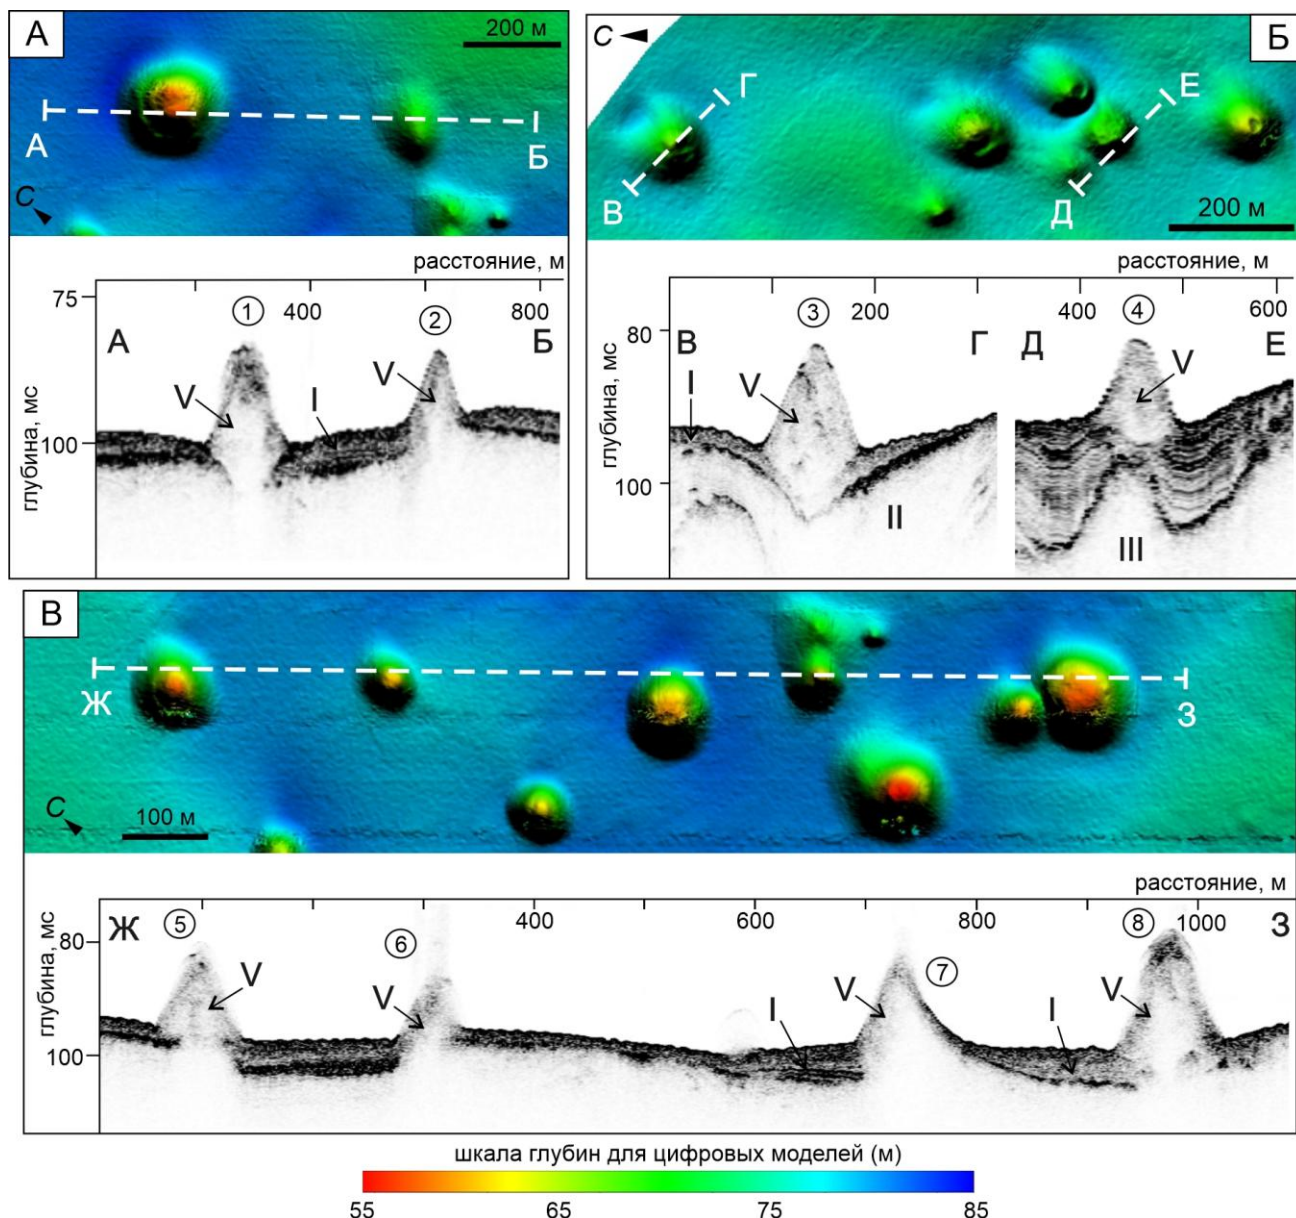 А
200 м
А
Б
С
расстояние, м
75
1
400
2
800
А
Б
V
I
V
100
глубина, мс
С
Б
Г
Е
В
Д
200 м
расстояние, м
80
3
200
400
4
600
В
Г
Д
Е
I
V
V
глубина, мс
100
II
III
В
Ж
З
С
100 м
расстояние, м
глубина, мс
80
Ж
5
6
400
600
7
800
8
1000
З
V
V
I
V
I
V
100
шкала глубин для цифровых моделей (м)
55
65
75
85